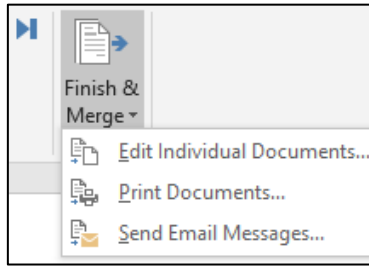 Finish &
Merge
Edit Individual Documents...
Print Documents...
Send Email Messages...